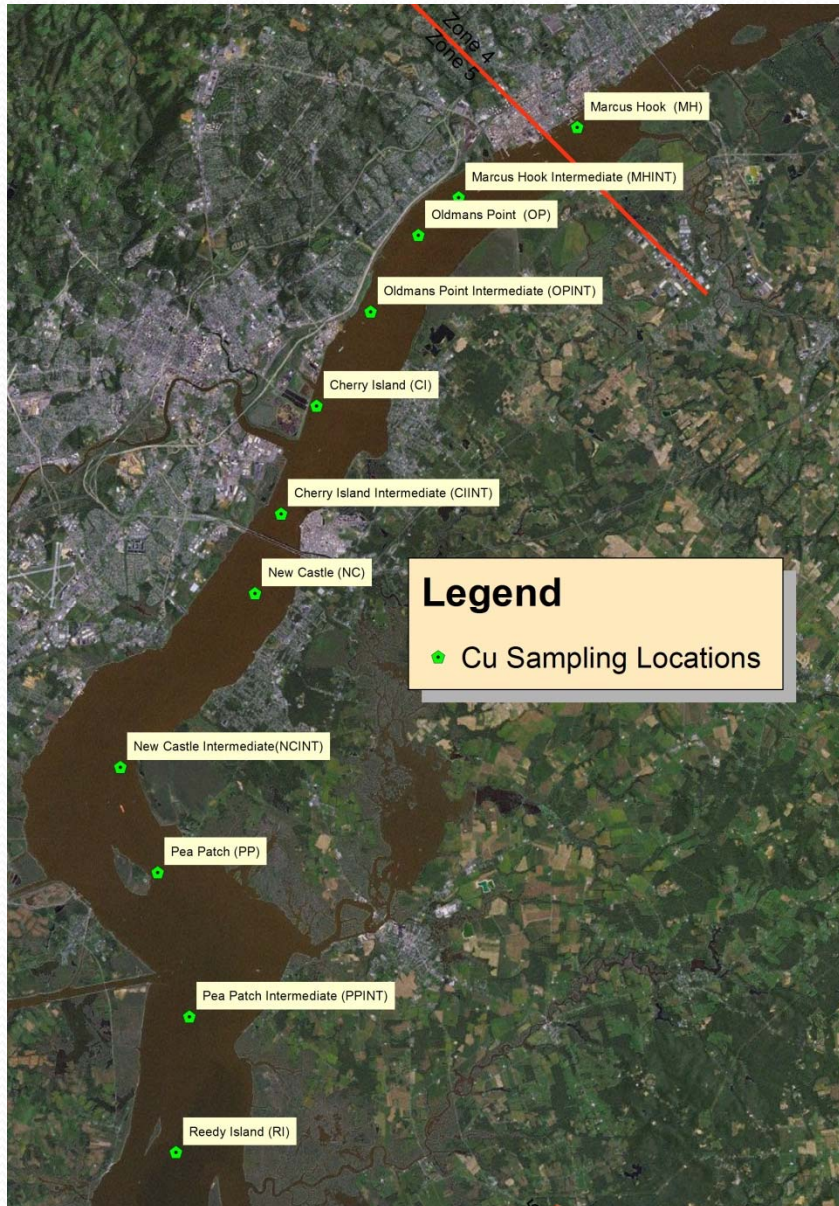 Zone 4
Zone 5
Marcus Hook (MH)
Marcus Hook Intermediate (MHINT)
Oldmans Point (OP)
Oldmans Point Intermediate (OPINT)
Cherry Island (CI)
Cherry Island Intermediate (CIINT)
New Castle (NC)
Legend
Cu Sampling Locations
New Castle Intermediate(NCINT)
Pea Patch (PP)
Pea Patch Intermediate (PPINT)
Reedy Island (RI)